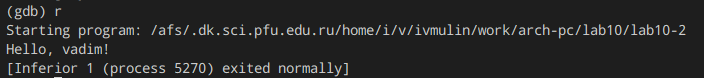 (gdb) r
Starting program: /afs/.dk.sci.pfu.edu.ru/home/i/v/ivmulin/work/arch-pc/lab10/lab10-2
Hello, vadim!
[Inferior 1 (process 5270) exited normally]